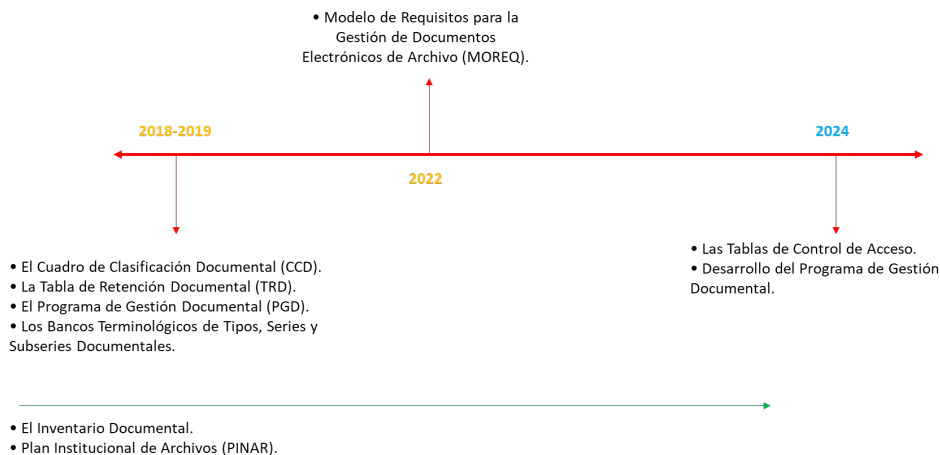 • Modelo de Requisitos para la
Gestión de Documentos
Electrónicos de Archivo (MOREQ).
2018-2019
2024
2022
• El Cuadro de Clasificación Documental (CCD).
• La Tabla de Retención Documental (TRD).
• El Programa de Gestión Documental (PGD).
• Los Bancos Terminológicos de Tipos, Series y
Subseries Documentales.
• Las Tablas de Control de Acceso.
• Desarrollo del Programa de Gestión
Documental.
• El Inventario Documental.
• Plan Institucional de Archivos (PINAR).